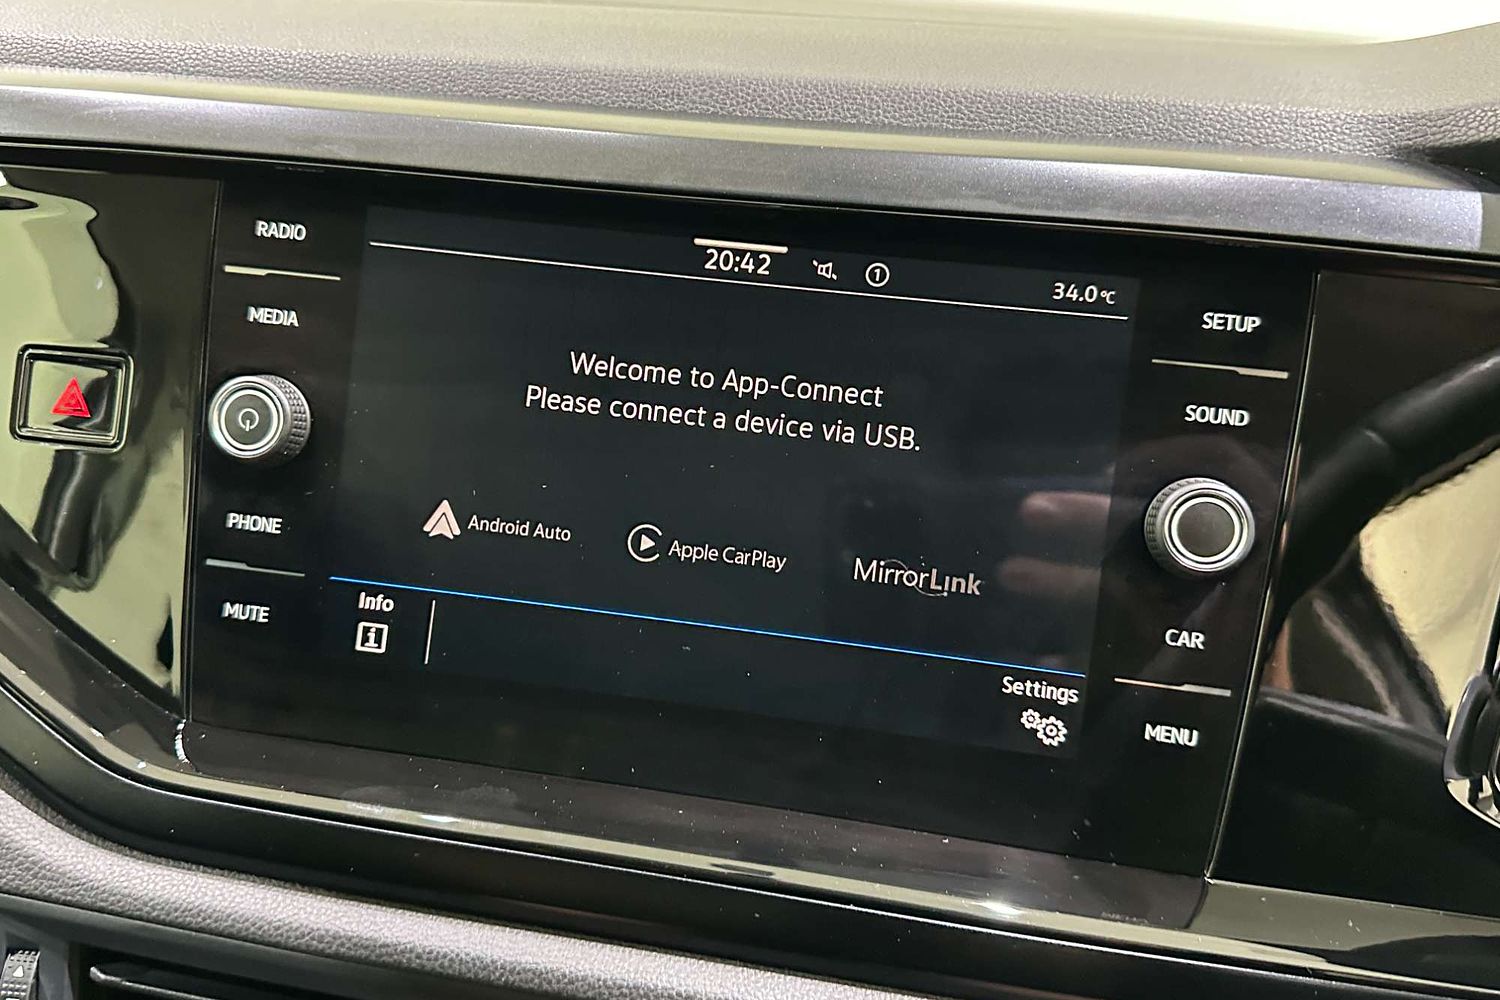 RADIO
MEDIA
PHONE
MUTE
20:42
1
34.0°C
Welcome to App-Connect
Please connect a device via USB.
Android Auto
Apple CarPlay
MirrorLink
Info
i
Settings
SETUP
SOUND
CAR
MENU